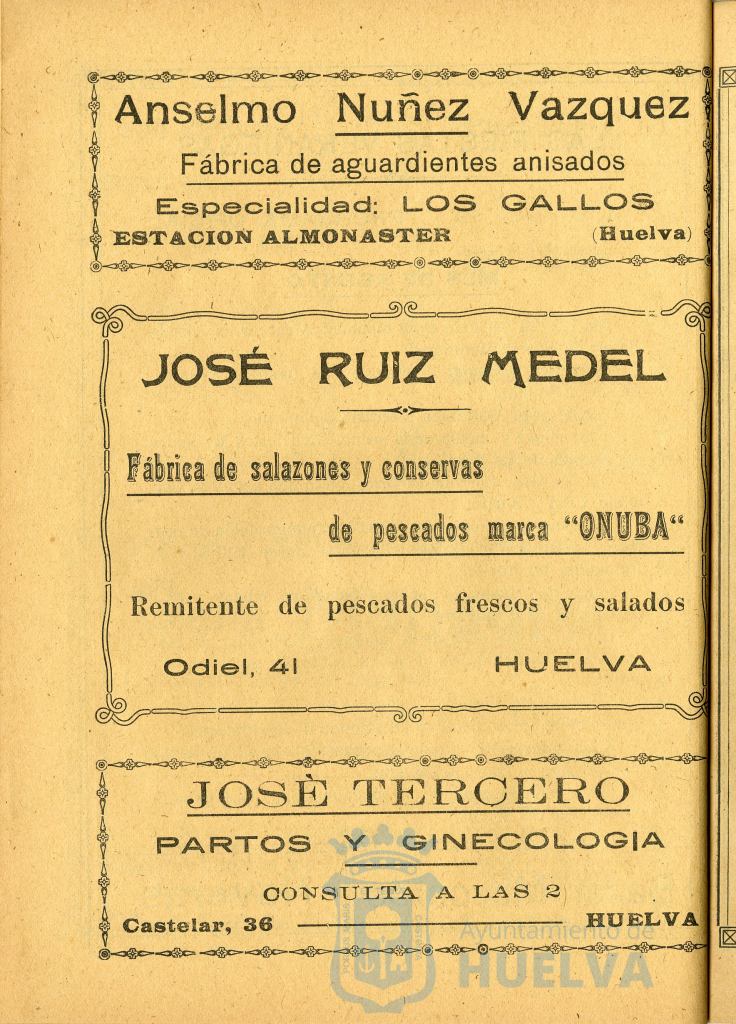 Anselmo Nuñez Vazquez
Fábrica de aguardientes anisados
Especialidad: LOS GALLOS
ESTACION ALMONASTER (Huelva)
JOSÉ RUIZ MEDEL
Fábrica de salazones y conservas
de pescados marca “ONUBA“
Remitente de pescados frescos y salados
Odiel, 41 HUELVA
JOSÈ TERCERO
PARTOS Y GINECOLOGIA
CONSULTA A LAS 2
Castelar, 36 HUELVA
Ayuntamiento de
HUELVA